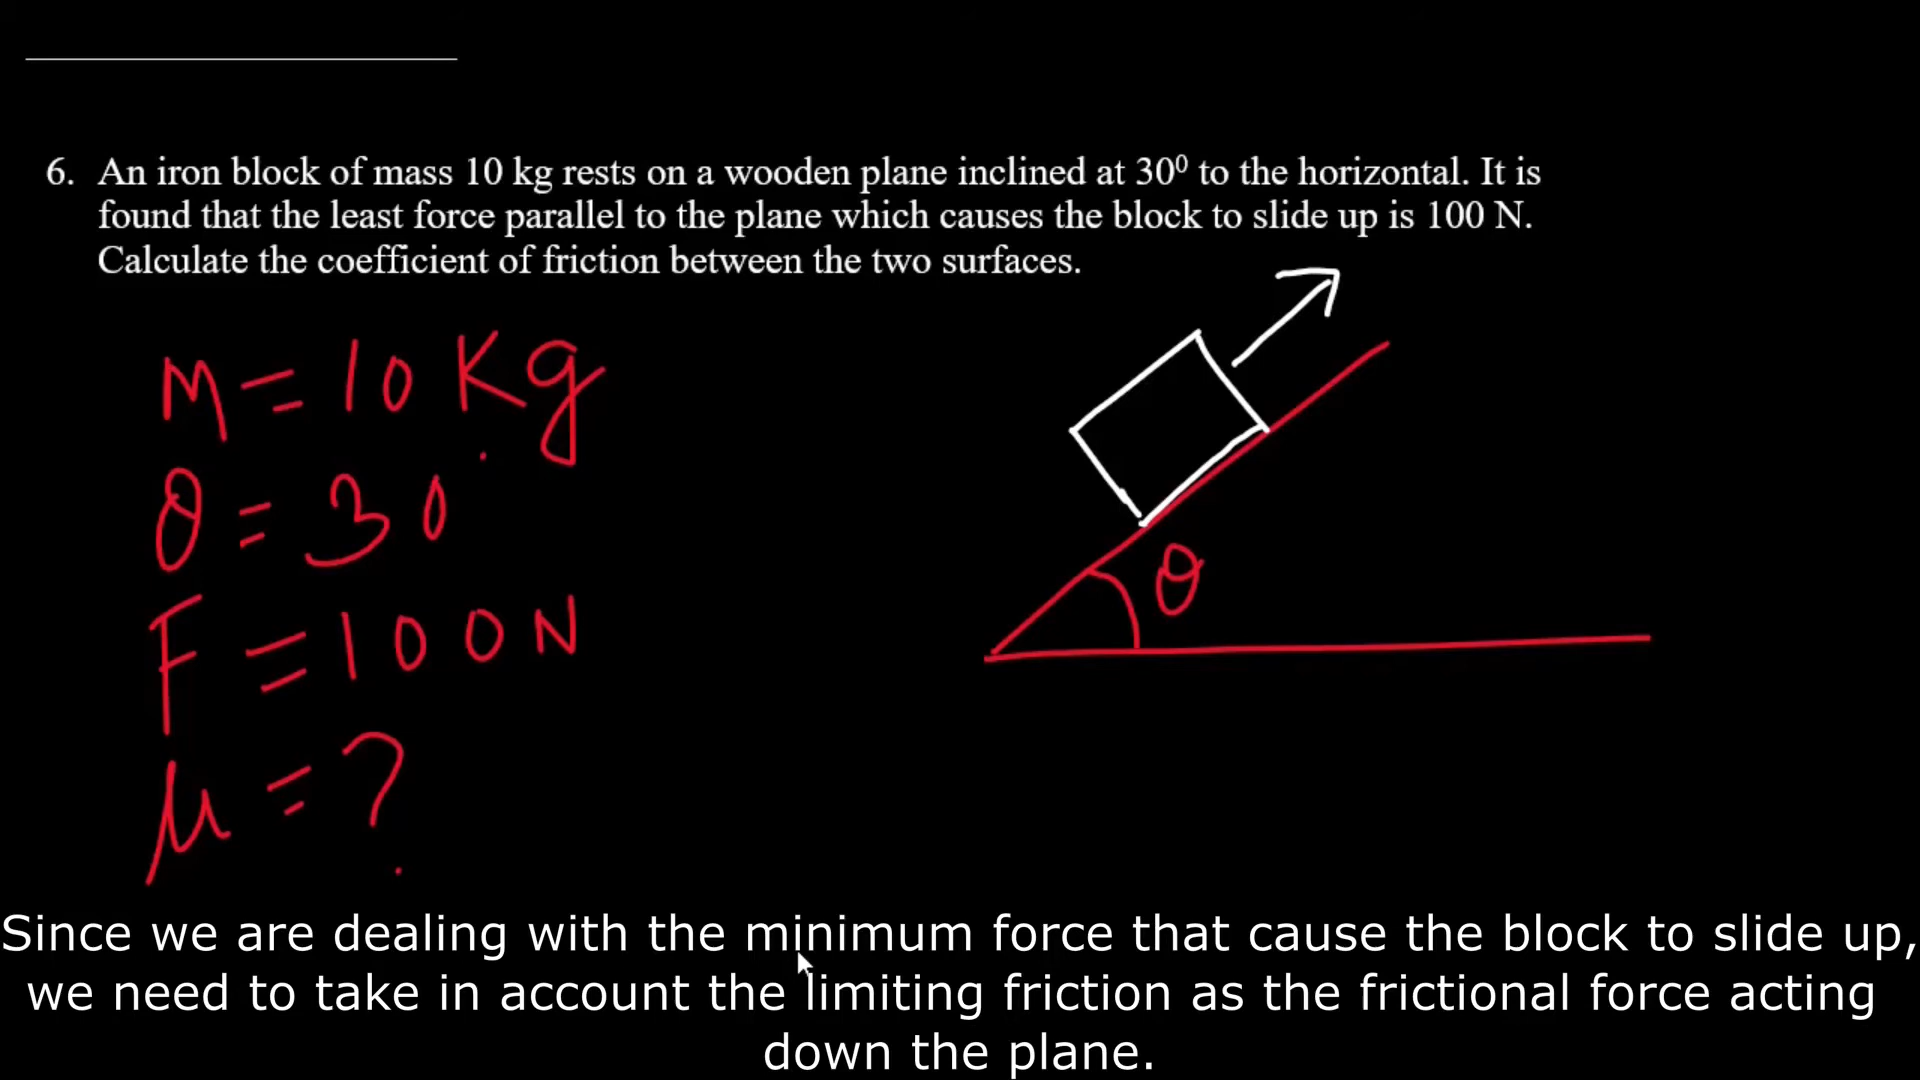 6. An iron block of mass 10 kg rests on a wooden plane inclined at 30⁰ to the horizontal. It is
found that the least force parallel to the plane which causes the block to slide up is 100 N.
Calculate the coefficient of friction between the two surfaces.
M = 10 Kg
θ = 30°
F = 100N
μ = ?
θ
Since we are dealing with the minimum force that cause the block to slide up,
we need to take in account the limiting friction as the frictional force acting
down the plane.